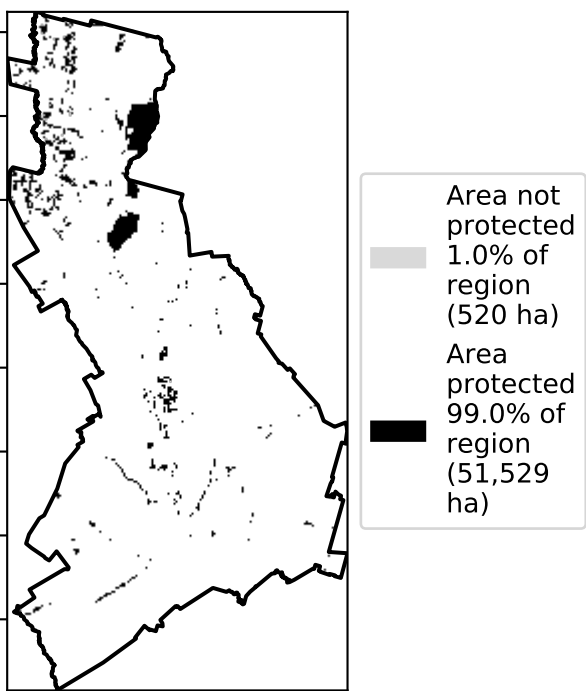 Area not
protected
1.0% of
region
(520 ha)
Area
protected
99.0% of
region
(51,529
ha)